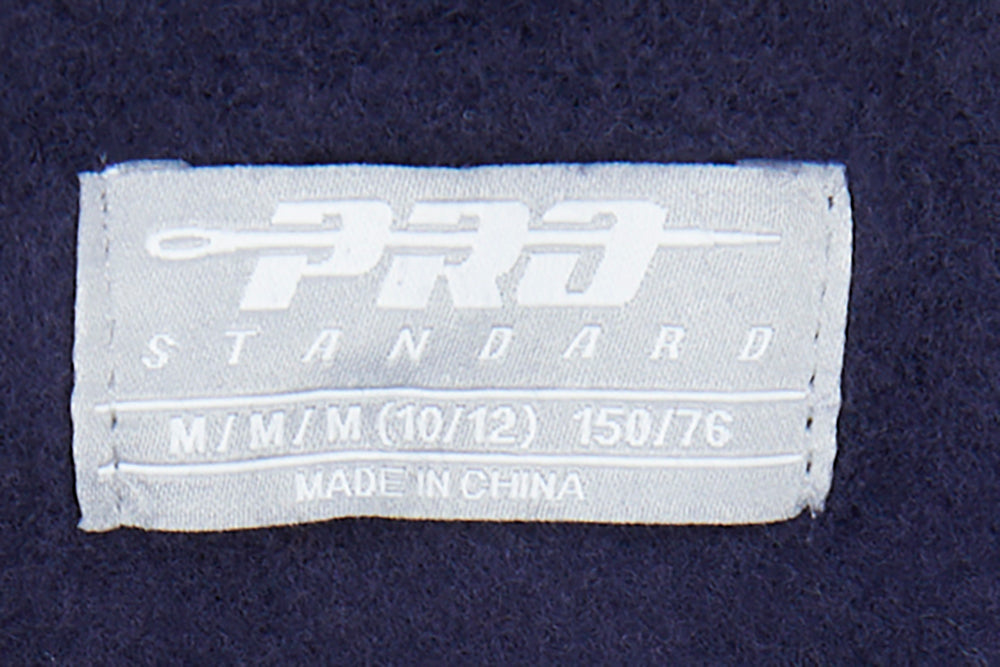 PRO
STANDARD
M/M/M (10/12) 150/76
MADE IN CHINA